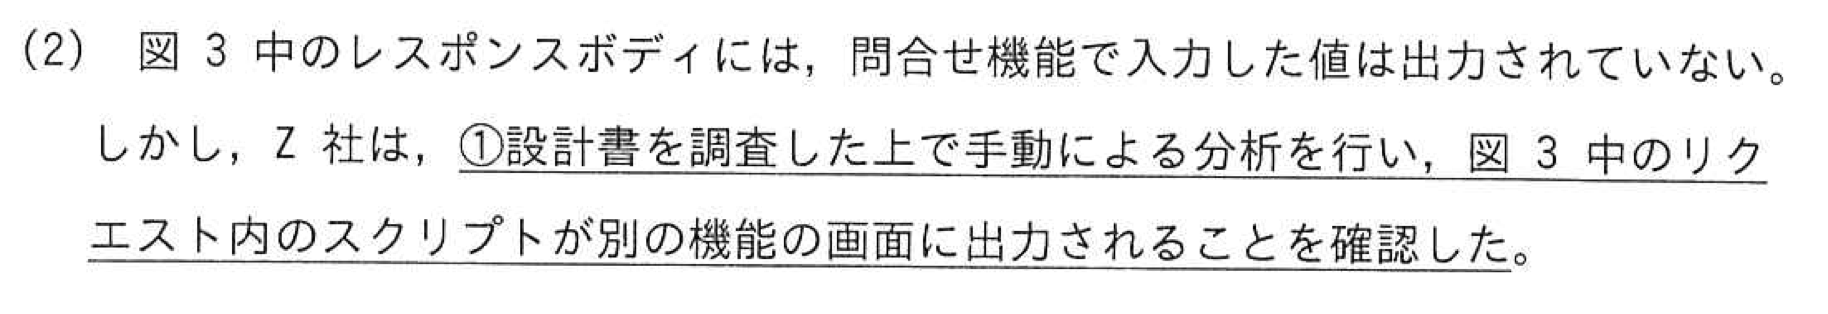 (2) 図 3 中のレスポンスボディには，問合せ機能で入力した値は出力されていない。
しかし，Z 社は，①設計書を調査した上で手動による分析を行い，図 3 中のリク
エスト内のスクリプトが別の機能の画面に出力されることを確認した。